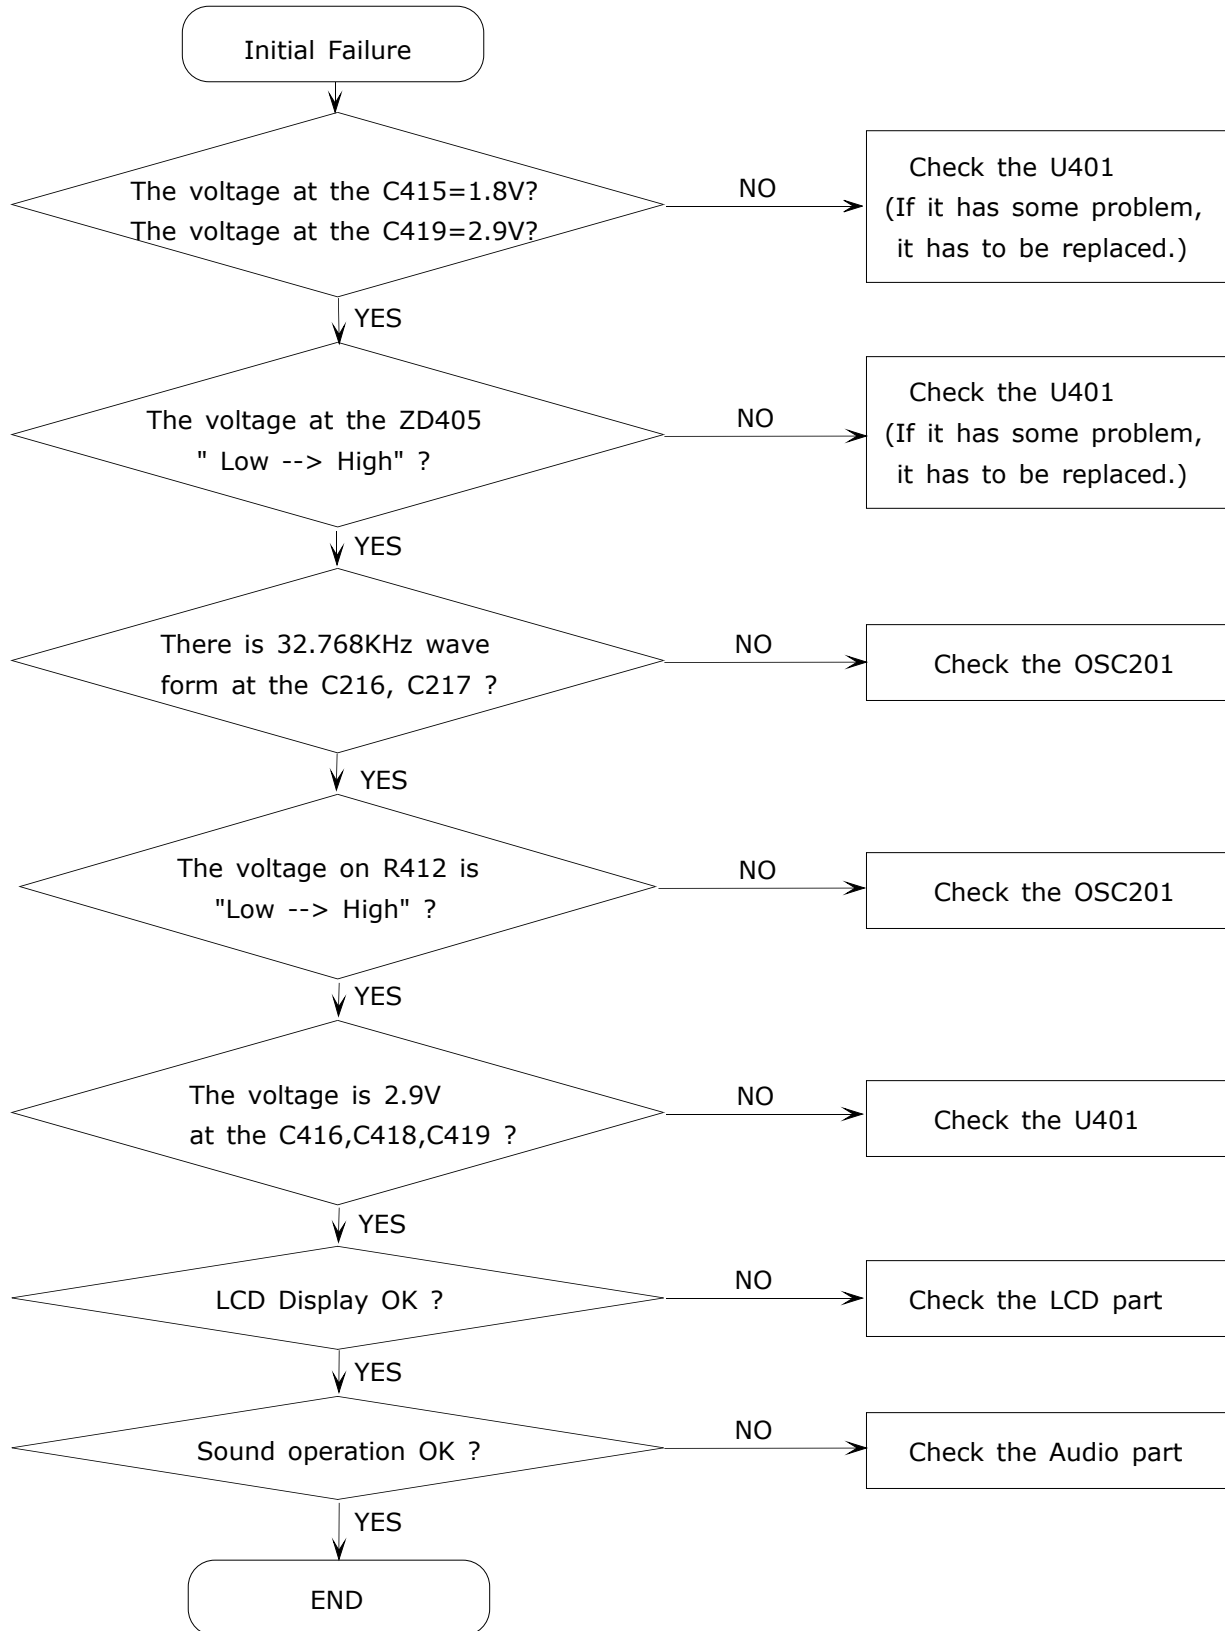 Initial Failure
The voltage at the C415=1.8V?
The voltage at the C419=2.9V?
NO
Check the U401
(If it has some problem,
it has to be replaced.)
YES
The voltage at the ZD405
" Low --> High" ?
NO
Check the U401
(If it has some problem,
it has to be replaced.)
YES
There is 32.768KHz wave
form at the C216, C217 ?
NO
Check the OSC201
YES
The voltage on R412 is
"Low --> High" ?
NO
Check the OSC201
YES
The voltage is 2.9V
at the C416,C418,C419 ?
NO
Check the U401
YES
LCD Display OK ?
NO
Check the LCD part
YES
Sound operation OK ?
NO
Check the Audio part
YES
END